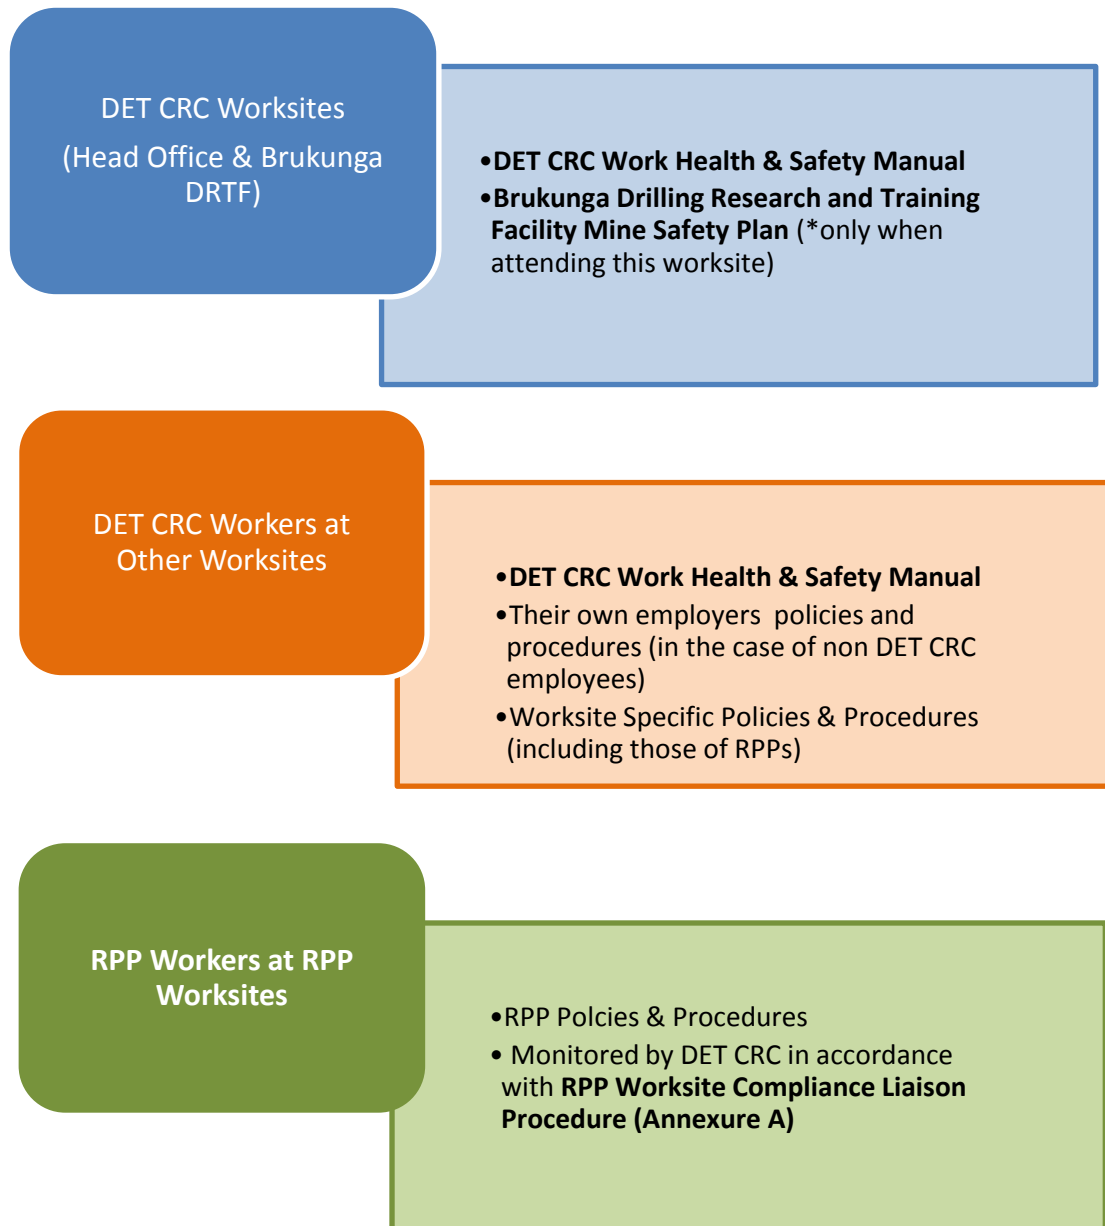 DET CRC Worksites
(Head Office & Brukunga
DRTF)
•DET CRC Work Health & Safety Manual
•Brukunga Drilling Research and Training
Facility Mine Safety Plan (*only when
attending this worksite)
DET CRC Workers at
Other Worksites
•DET CRC Work Health & Safety Manual
•Their own employers  policies and
procedures (in the case of non DET CRC
employees)
•Worksite Specific Policies & Procedures
(including those of RPPs)
RPP Workers at RPP
Worksites
•RPP Polcies & Procedures
• Monitored by DET CRC in accordance
with RPP Worksite Compliance Liaison
Procedure (Annexure A)